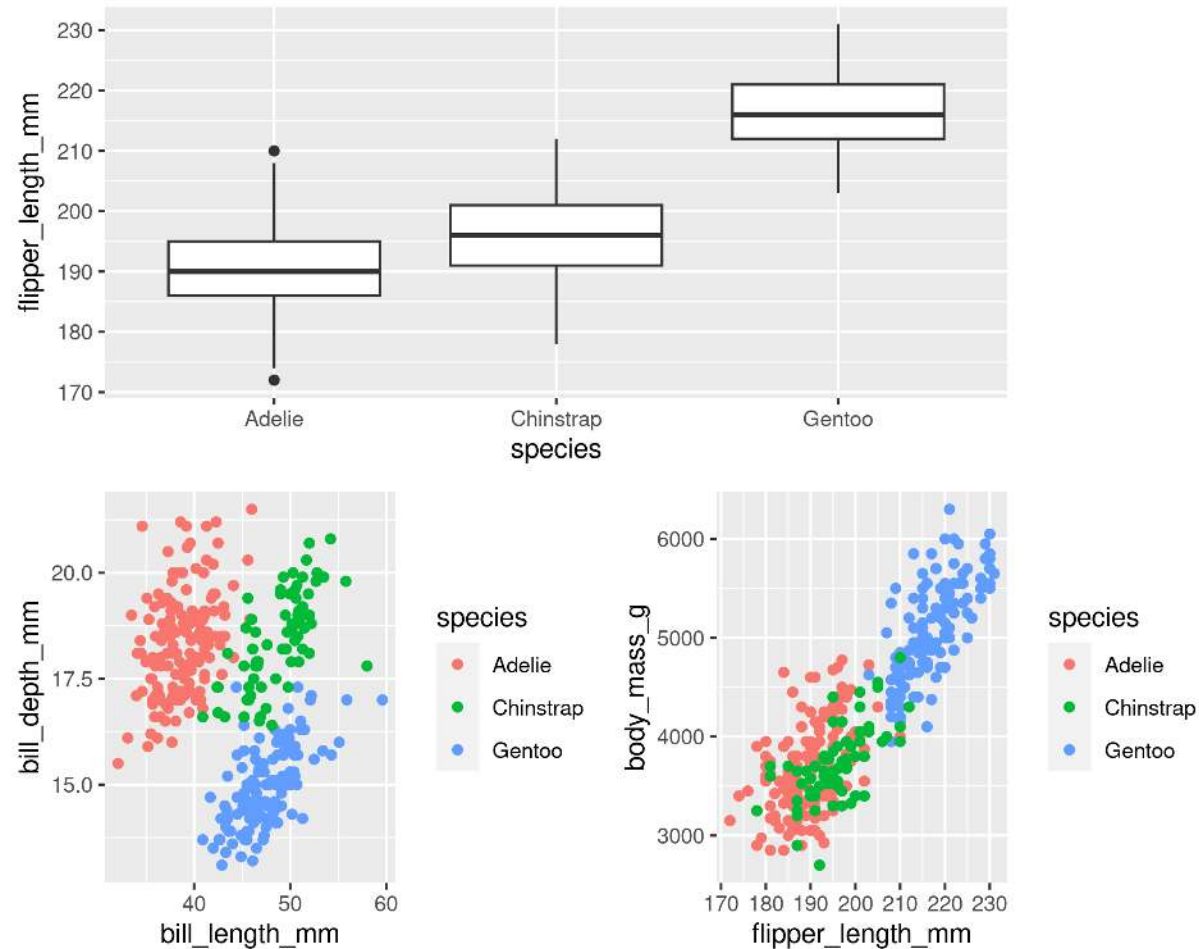 flipper_length_mm
230
220
210
200
190
180
170
Adelie Chinstrap Gentoo
species
bill_depth_mm
20.0
17.5
15.0
40 50 60
bill_length_mm
species
Adelie
Chinstrap
Gentoo
body_mass_g
6000
5000
4000
3000
170 180 190 200 210 220 230
flipper_length_mm
species
Adelie
Chinstrap
Gentoo